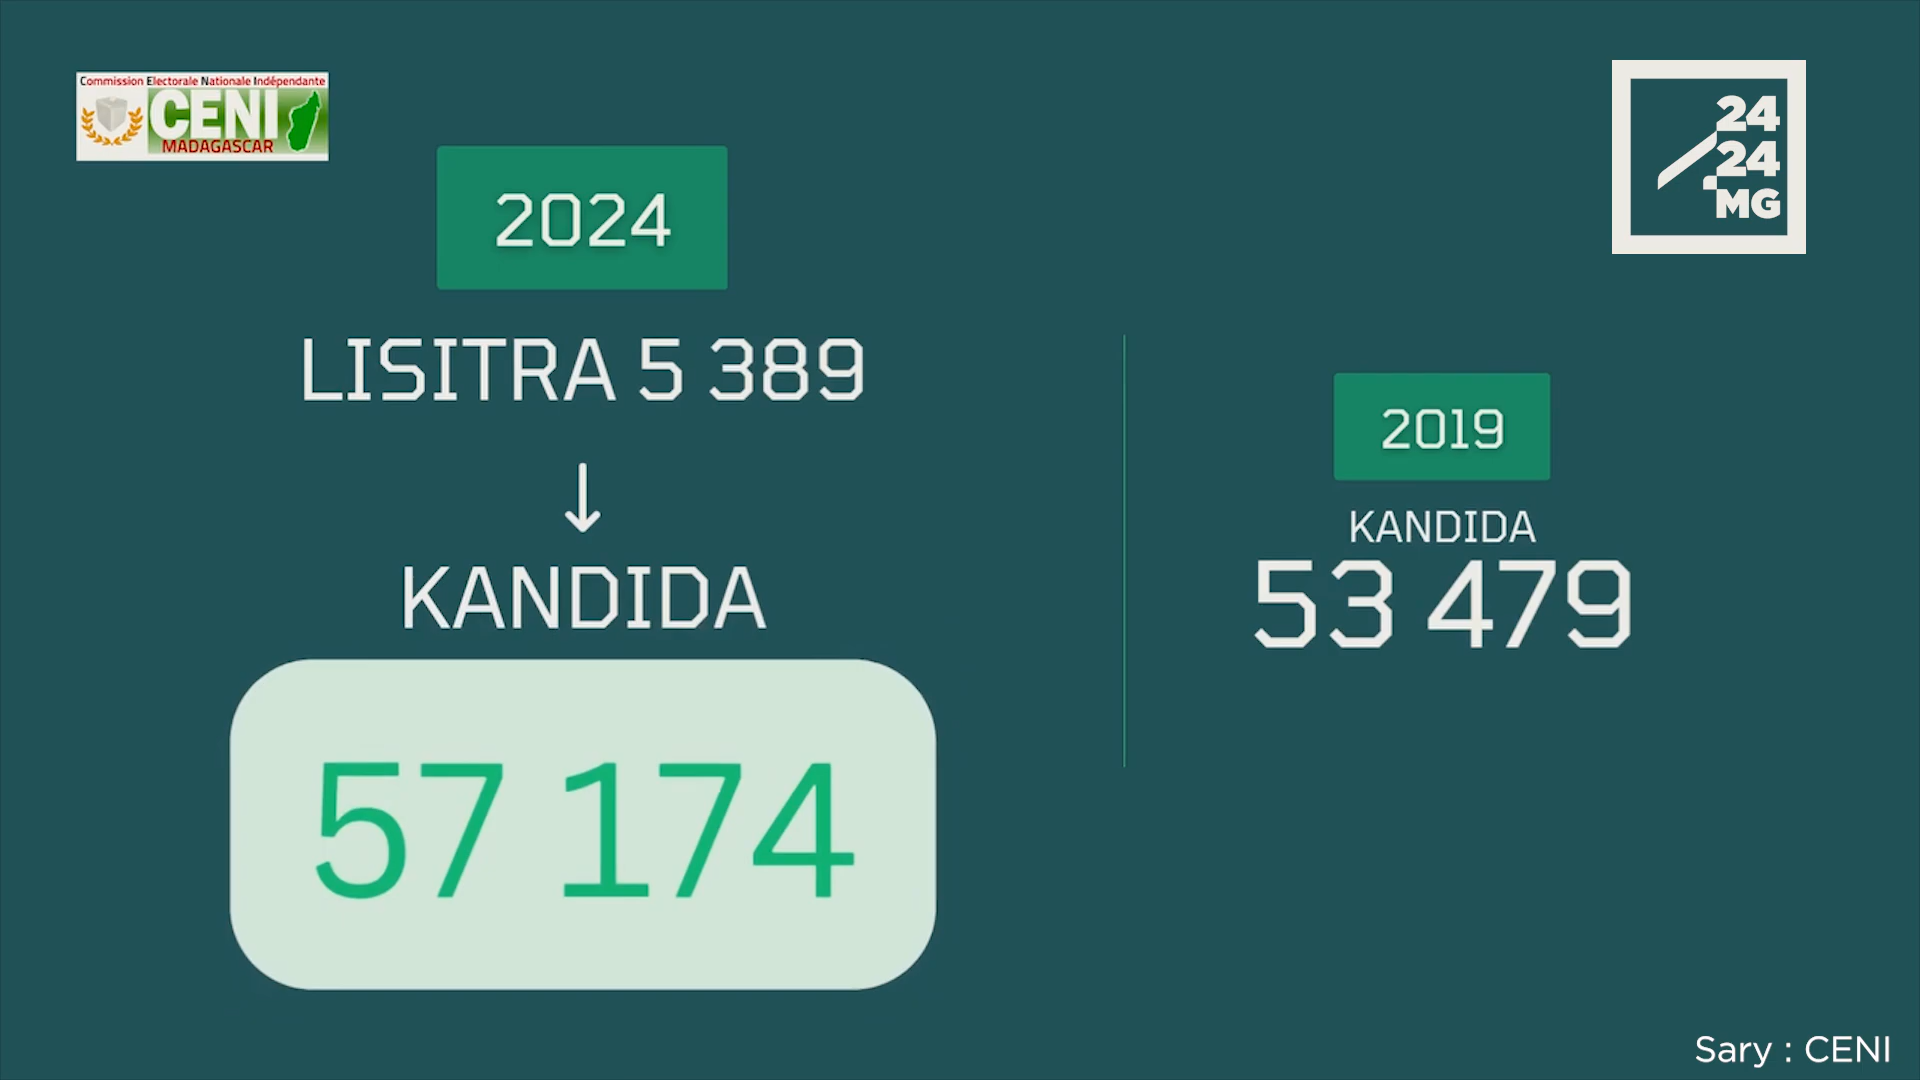 Commission Electorale Nationale Indépendante
CENI
MADAGASCAR
24
24
MG
2024
LISITRA 5 389
↓
KANDIDA
57 174
2019
KANDIDA
53 479
Sary : CENI